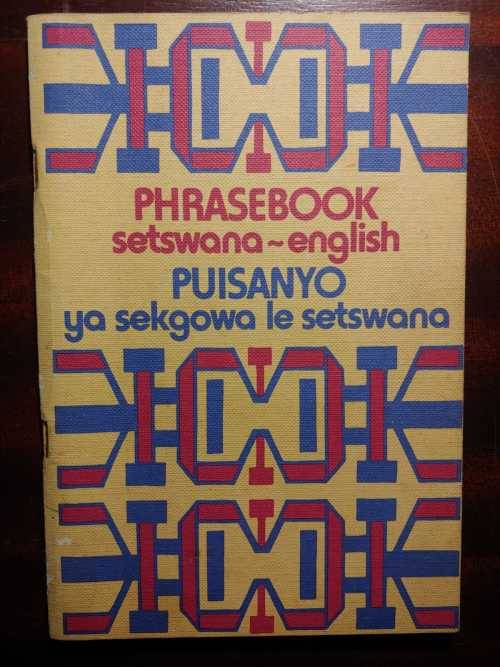 PHRASEBOOK
setswana~english
PUISANYO
ya sekgowa le setswana